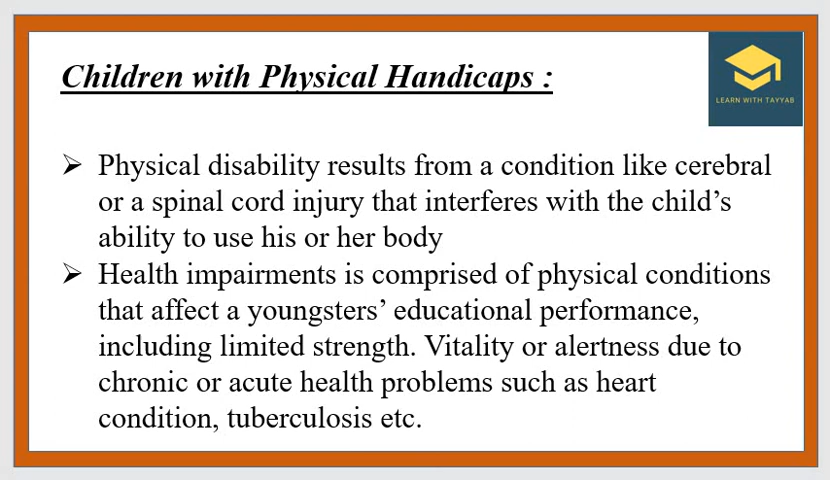 Children with Physical Handicaps :
LEARN WITH TAYYAB
➢ Physical disability results from a condition like cerebral
or a spinal cord injury that interferes with the child’s
ability to use his or her body
➢ Health impairments is comprised of physical conditions
that affect a youngsters’ educational performance,
including limited strength. Vitality or alertness due to
chronic or acute health problems such as heart
condition, tuberculosis etc.